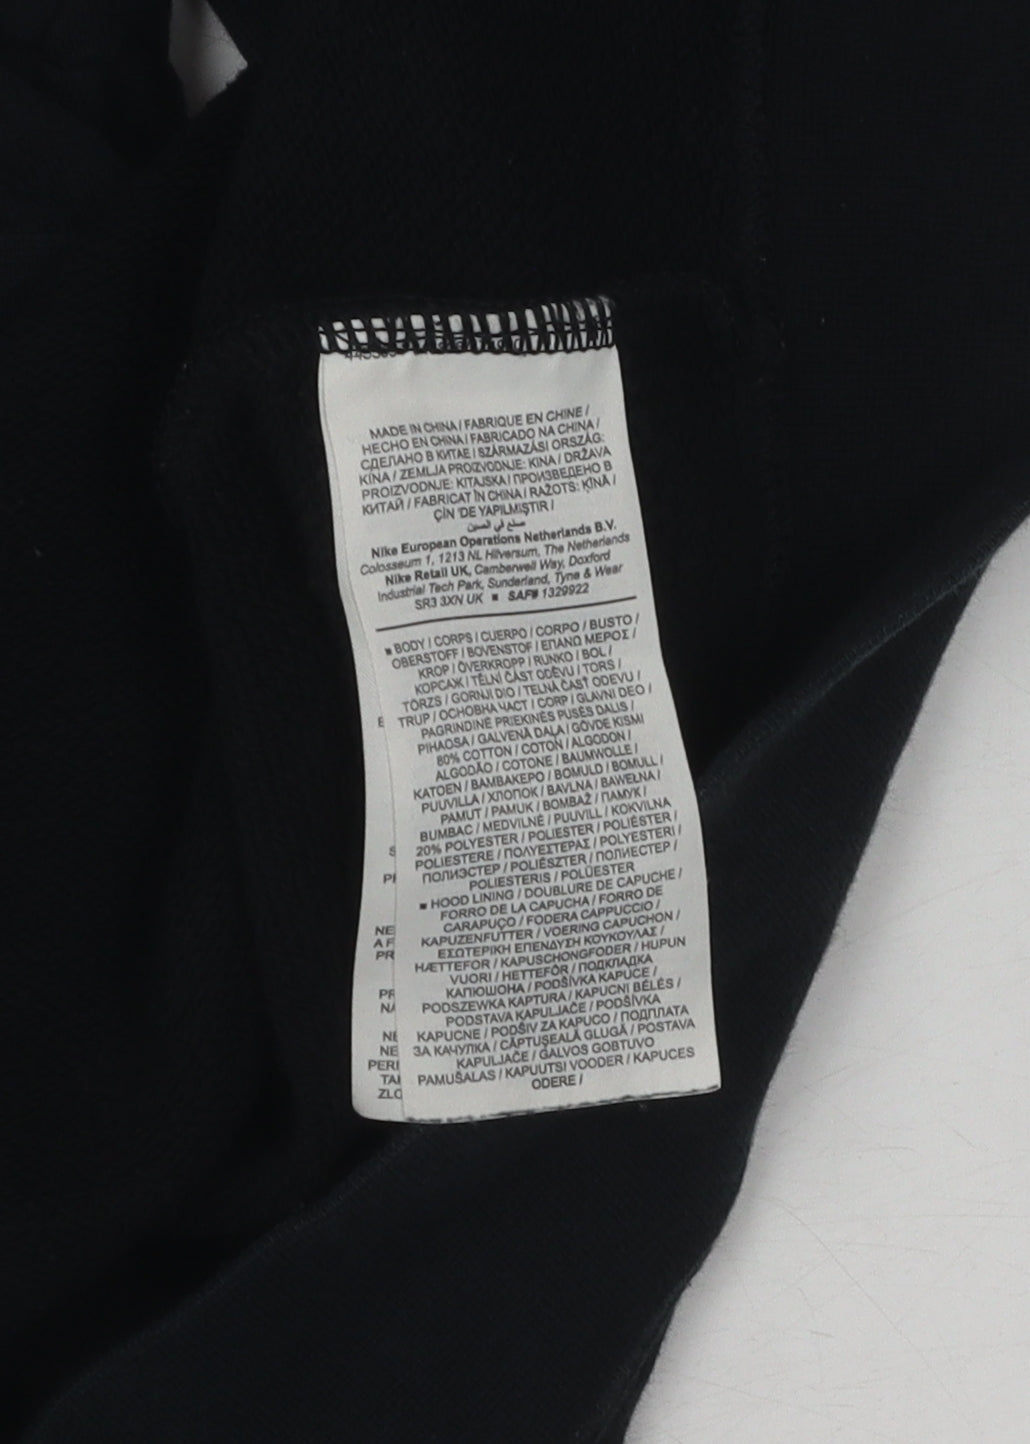 MADE IN CHINA / FABRIQUE EN CHINE /
HECHO EN CHINA / FABRICADO NA CHINA /
СДЕЛАНО В КИТАЕ / SZÁRMAZÁSI ORSZÁG:
KÍNA / ZEMLJA PROIZVODNJE: KINA / DRŽAVA
PROIZVODNJE: KITAJSKA / ПРОИЗВЕДЕНО В
КИТАЙ / FABRICAT ÎN CHINA / RAŽOTS: ĶĪNĀ /
ÇİN 'DE YAPILMIŞTIR /
صنع في الصين
Nike European Operations Netherlands B.V.
Colosseum 1, 1213 NL Hilversum, The Netherlands
Nike Retail UK, Camberwell Way, Doxford
Industrial Tech Park, Sunderland, Tyne & Wear
SR3 3XN UK ■ SAF# 1329922
■ BODY / CORPS / CUERPO / CORPO / BUSTO /
OBERSTOFF / BOVENSTOF / ΕΠΑΝΩ ΜΕΡΟΣ /
KROP / ÖVERKROPP / RUNKO / BOL /
КОРСАЖ / TĚLNÍ ČÁST ODĚVU / TORS /
TÖRZS / GORNJI DIO / TELNÁ ČASŤ ODEVU /
TRUP / ОСНОВНА ЧАСТ / CORP / GLAVNI DEO /
PAGRINDINĖ PRIEKINĖS PUSĖS DALIS /
PIHAOSA / GALVENĀ DAĻA / GÖVDE KISMI
80% COTTON / COTON / ALGODON /
ALGODÃO / COTONE / BAUMWOLLE /
KATOEN / ΒΑΜΒΑΚΕΡΟ / BOMULD / BOMULL /
PUUVILLA / ХЛОПОК / BAVLNA / BAWEŁNA /
PAMUT / PAMUK / BOMBAŽ / ПАМУК /
BUMBAC / MEDVILNĖ / PUUVILL / KOKVILNA
20% POLYESTER / POLIESTER / POLIÉSTER /
POLIESTERE / ΠΟΛΥΕΣΤΕΡΑΣ / POLYESTERI /
ПОЛИЭСТЕР / POLIÉSZTER / ПОЛИЕСТЕР /
POLIESTERIS / POLÜESTER
■ HOOD LINING / DOUBLURE DE CAPUCHE /
FORRO DE LA CAPUCHA / FORRO DE
CARAPUÇO / FODERA CAPPUCCIO /
KAPUZENFUTTER / VOERING CAPUCHON /
ΕΣΩΤΕΡΙΚΗ ΕΠΕΝΔΥΣΗ ΚΟΥΚΟΥΛΑΣ /
HÆTTEFOR / KAPUSCHONGFODER / HUPUN
VUORI / HETTEFÔR / ПОДКЛАДКА
КАПЮШОНА / PODŠÍVKA KAPUCE /
PODSZEWKA KAPTURA / KAPUCNI BÉLÉS /
PODSTAVA KAPULJAČE / PODŠÍVKA
KAPUCNE / PODŠIV ZA KAPUCO / ПОДПЛАТА
ЗА КАЧУЛКА / CĂPTUŞEALĂ GLUGĂ / POSTAVA
KAPULJAČE / GALVOS GOBTUVO
PAMUŠALAS / KAPUUTSI VOODER / KAPUCES
ODERE /